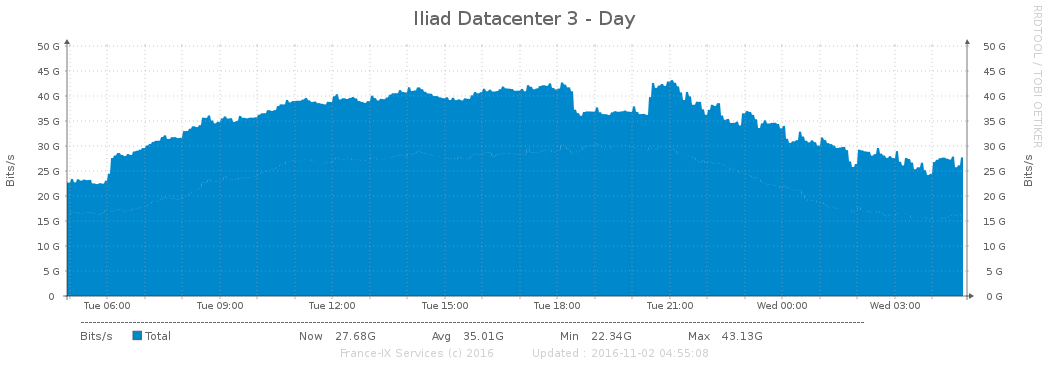 Iliad Datacenter 3 - Day
RRDTOOL / TOBI OETIKER
Bits/s
50 G 50 G
45 G 45 G
40 G 40 G
35 G 35 G
30 G 30 G
25 G 25 G
20 G 20 G
15 G 15 G
10 G 10 G
5 G 5 G
0 0 G
Bits/s
Tue 06:00 Tue 09:00 Tue 12:00 Tue 15:00 Tue 18:00 Tue 21:00 Wed 00:00 Wed 03:00
Bits/s Total Now 27.68G Avg 35.01G Min 22.34G Max 43.13G
France-IX Services (c) 2016 Updated : 2016-11-02 04:55:08